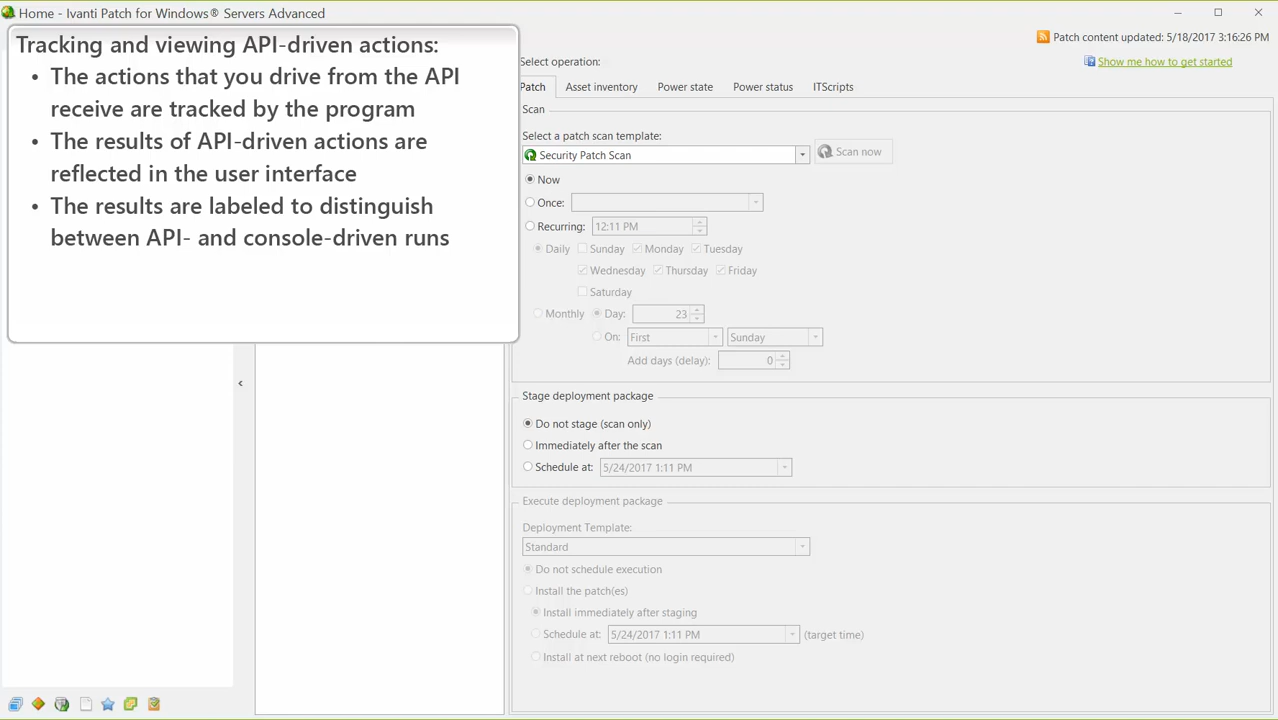 Home - Ivanti Patch for Windows® Servers Advanced
Tracking and viewing API-driven actions:
• The actions that you drive from the API
receive are tracked by the program
• The results of API-driven actions are
reflected in the user interface
• The results are labeled to distinguish
between API- and console-driven runs
Patch content updated: 5/18/2017 3:16:26 PM
Show me how to get started
Select operation:
Patch Asset inventory Power state Power status ITScripts
Scan
Select a patch scan template:
Security Patch Scan Scan now
Now
Once:
Recurring: 12:11 PM
Daily Sunday Monday Tuesday
Wednesday Thursday Friday
Saturday
Monthly Day: 23
On: First Sunday
Add days (delay): 0
Stage deployment package
Do not stage (scan only)
Immediately after the scan
Schedule at: 5/24/2017 1:11 PM
Execute deployment package
Deployment Template:
Standard
Do not schedule execution
Install the patch(es)
Install immediately after staging
Schedule at: 5/24/2017 1:11 PM (target time)
Install at next reboot (no login required)